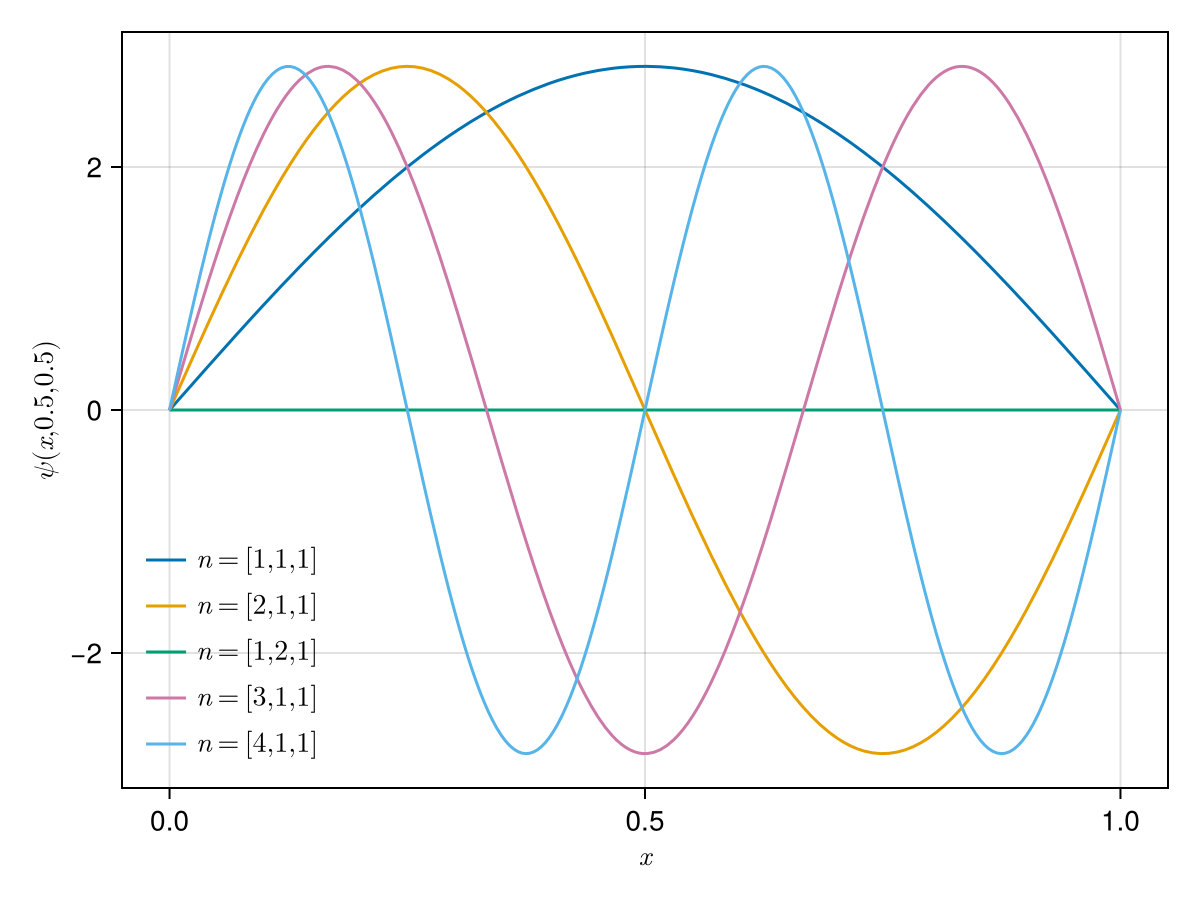 2
0
−2
ψ(x,0.5,0.5)
n = [1,1,1]
n = [2,1,1]
n = [1,2,1]
n = [3,1,1]
n = [4,1,1]
0.0 0.5 1.0
x